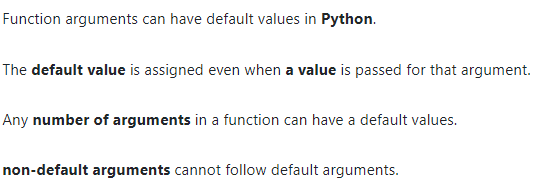 Function arguments can have default values in Python.
The default value is assigned even when a value is passed for that argument.
Any number of arguments in a function can have a default values.
non-default arguments cannot follow default arguments.